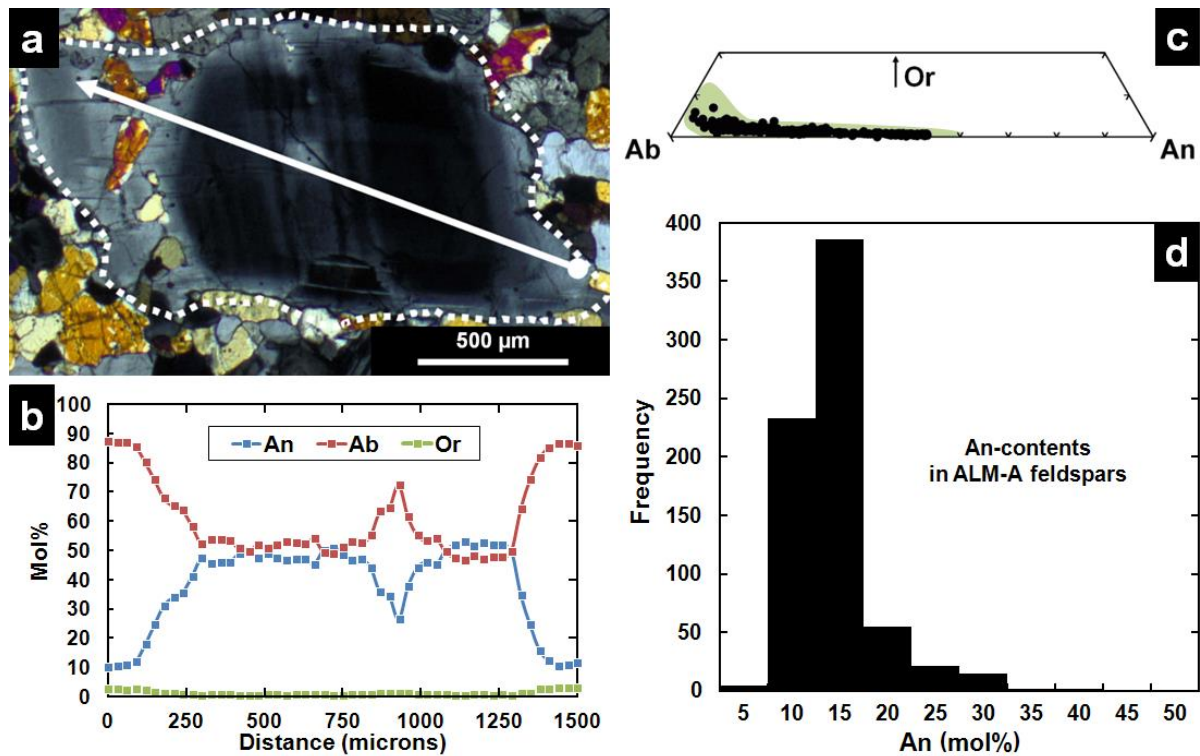 a
500 µm
b
100
90
80
70
60
50
40
30
20
10
0
Mol%
An
Ab
Or
0
250
500
750
1000
1250
1500
Distance (microns)
c
Or
Ab
An
d
400
350
300
250
200
150
100
50
0
Frequency
An-contents
in ALM-A feldspars
5
10
15
20
25
30
35
40
45
50
An (mol%)